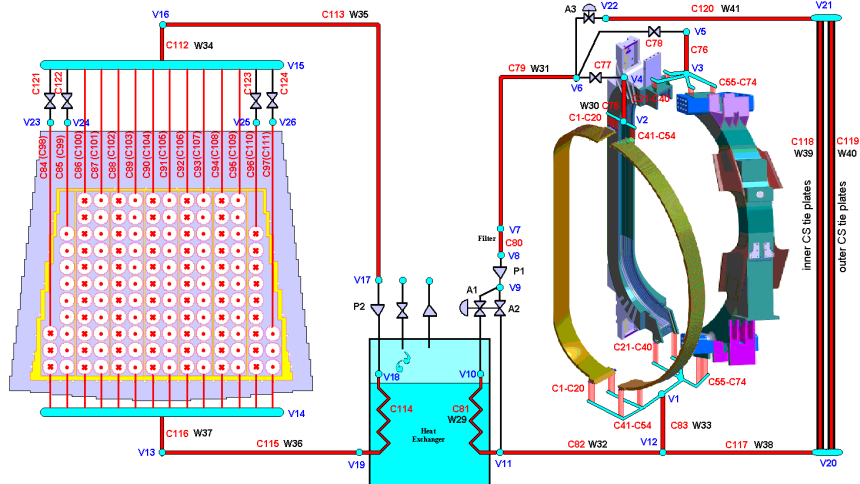 V16
C113 W35
C112 W34
V15
C121
C122
C123
C124
V23
V24
V25
V26
C84 (C98)
C85 (C99)
C86 (C100)
C87 (C101)
C88 (C102)
C89 (C103)
C90 (C104)
C91 (C105)
C92 (C106)
C93 (C107)
C94 (C108)
C95 (C109)
C96 (C110)
C97 (C111)
V14
C116 W37
V13
C115 W36
V19
V17
P2
V18
C114
Heat
Exchanger
V10
C81
W29
A1
A2
V9
P1
V8
C80
Filter
V7
C79 W31
V6
A3
V22
C120 W41
V21
V5
C78
C76
C77
V4
V3
C55-C74
W30
C75
C21-C40
C1-C20
V2
C41-C54
C118
W39
C119
W40
inner CS tie plates
outer CS tie plates
C21-C40
C1-C20
C55-C74
V1
C41-C54
C83 W33
V12
V11
C82 W32
C117 W38
V20